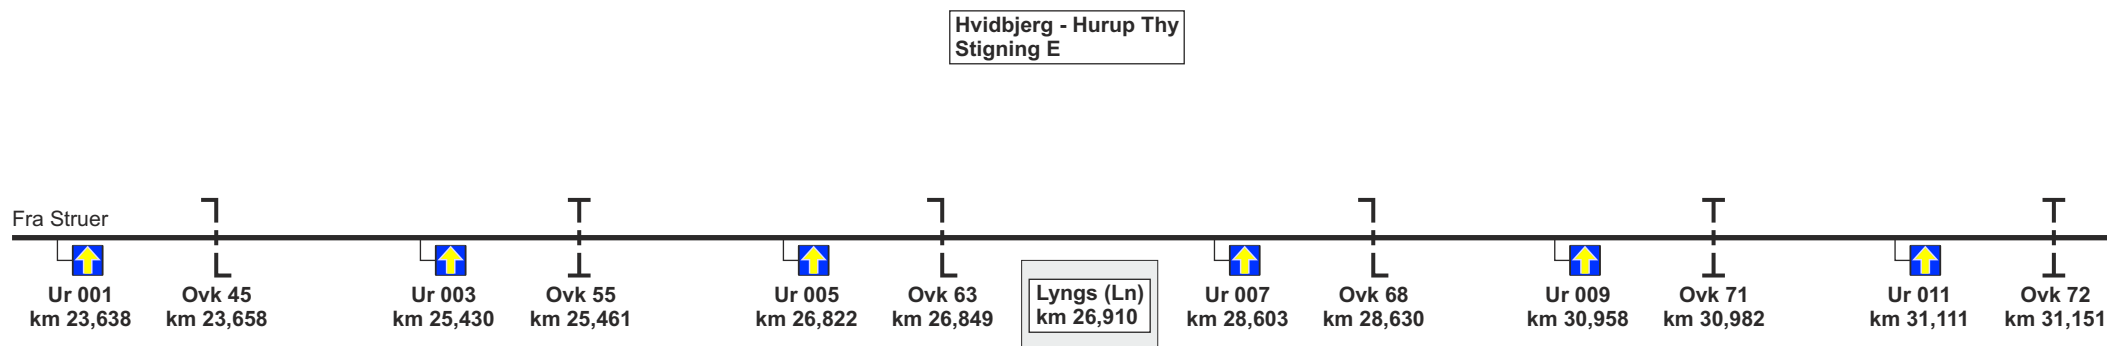 Hvidbjerg - Hurup Thy
Stigning E
Fra Struer
Ur 001
km 23,638
Ovk 45
km 23,658
Ur 003
km 25,430
Ovk 55
km 25,461
Ur 005
km 26,822
Ovk 63
km 26,849
Lyngs (Ln)
km 26,910
Ur 007
km 28,603
Ovk 68
km 28,630
Ur 009
km 30,958
Ovk 71
km 30,982
Ur 011
km 31,111
Ovk 72
km 31,151